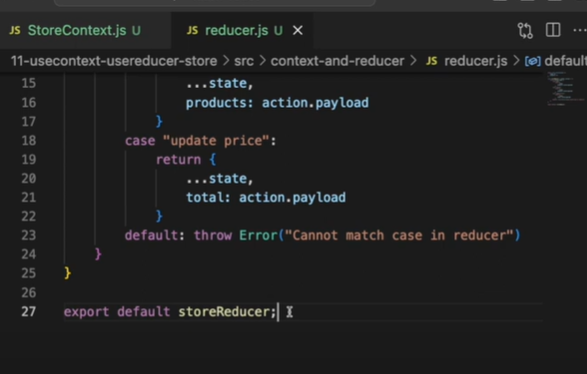 JS StoreContext.js U JS reducer.js U ×
11-usecontext-usereducer-store > src > context-and-reducer > JS reducer.js > default
15 ...state,
16 products: action.payload
17 }
18 case "update price":
19 return {
20 ...state,
21 total: action.payload
22 }
23 default: throw Error("Cannot match case in reducer")
24 }
25 }
26
27 export default storeReducer;